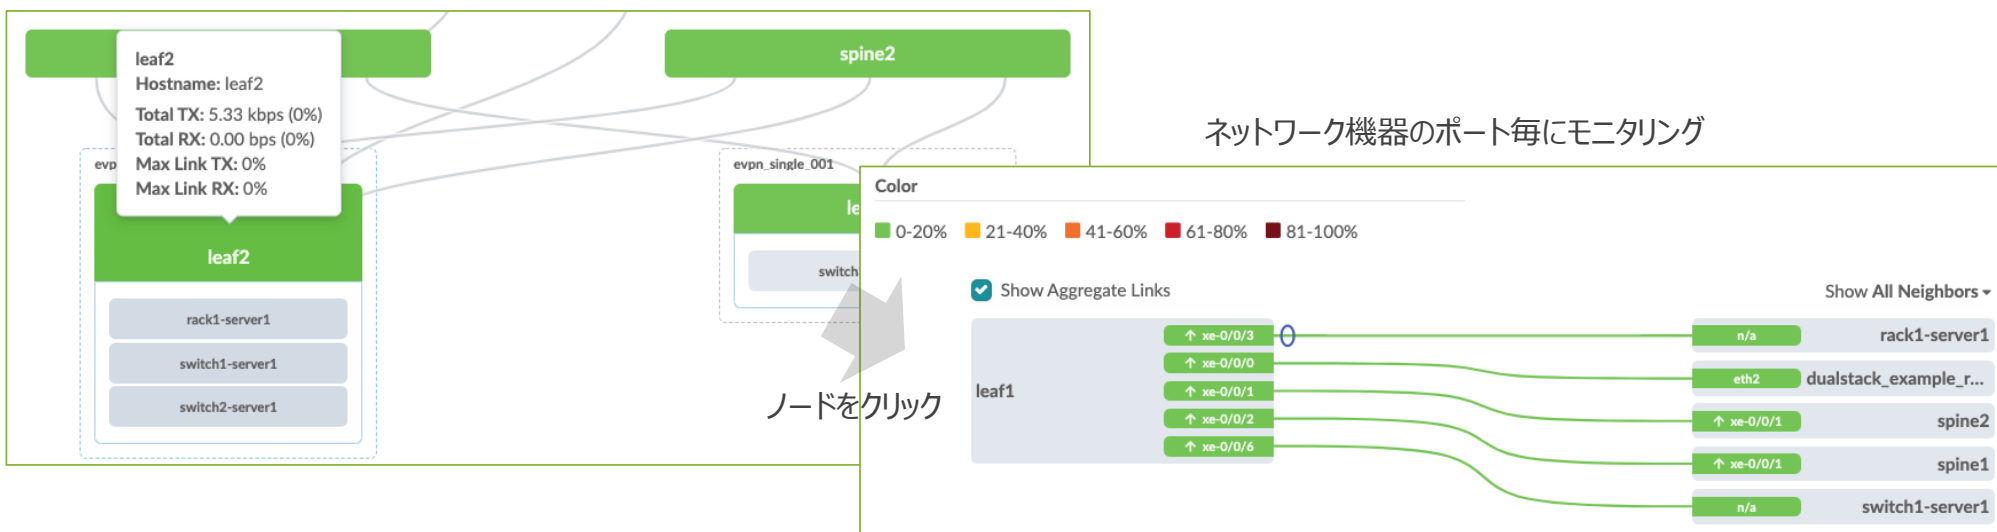 spine2
leaf2
Hostname: leaf2
Total TX: 5.33 kbps (0%)
Total RX: 0.00 bps (0%)
Max Link TX: 0%
Max Link RX: 0%
evp
leaf2
rack1-server1
switch1-server1
switch2-server1
evpn_single_001
le
switch
ノードをクリック
ネットワーク機器のポート毎にモニタリング
Color
0-20% 21-40% 41-60% 61-80% 81-100%
Show Aggregate Links
Show All Neighbors
leaf1
xe-0/0/3
xe-0/0/0
xe-0/0/1
xe-0/0/2
xe-0/0/6
n/a rack1-server1
eth2 dualstack_example_r...
xe-0/0/1 spine2
xe-0/0/1 spine1
n/a switch1-server1